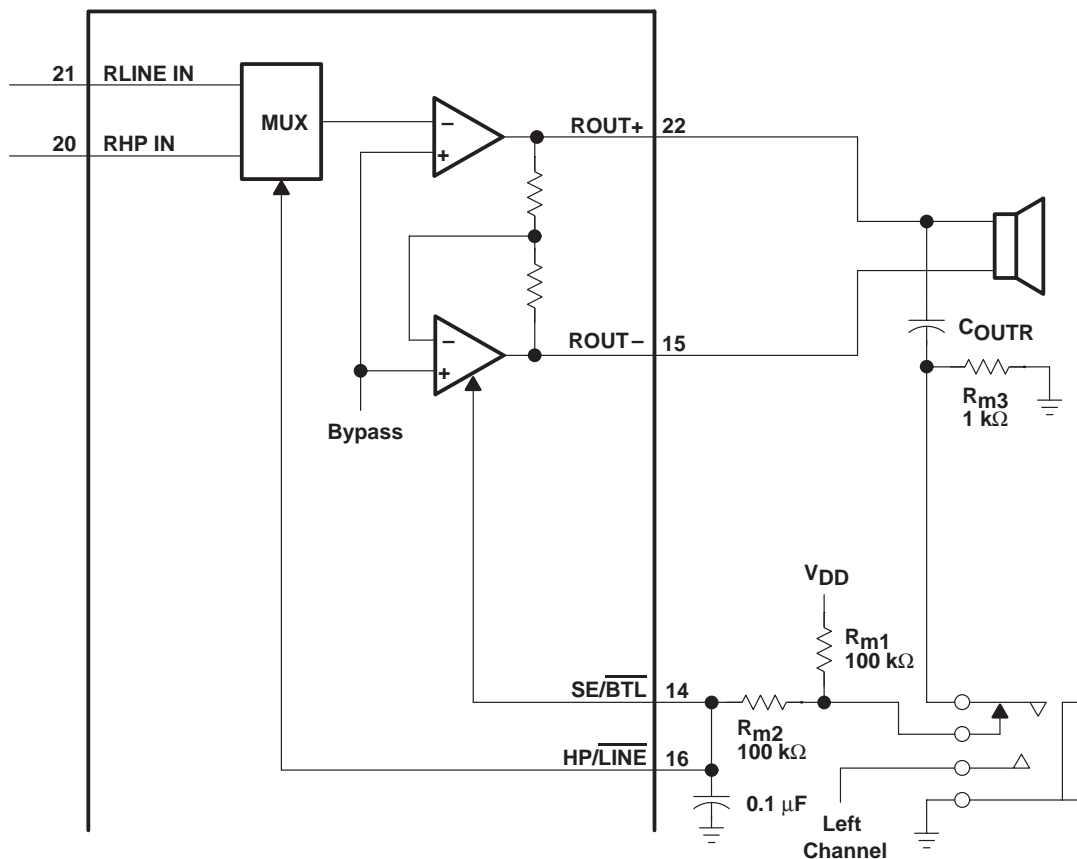 21 RLINE IN
20 RHP IN
MUX
−
+
ROUT+ 22
−
+
ROUT− 15
Bypass
COUTR
Rm3
1 kΩ
VDD
Rm1
100 kΩ
SE/BTL 14
Rm2
100 kΩ
HP/LINE 16
0.1 μF
Left
Channel